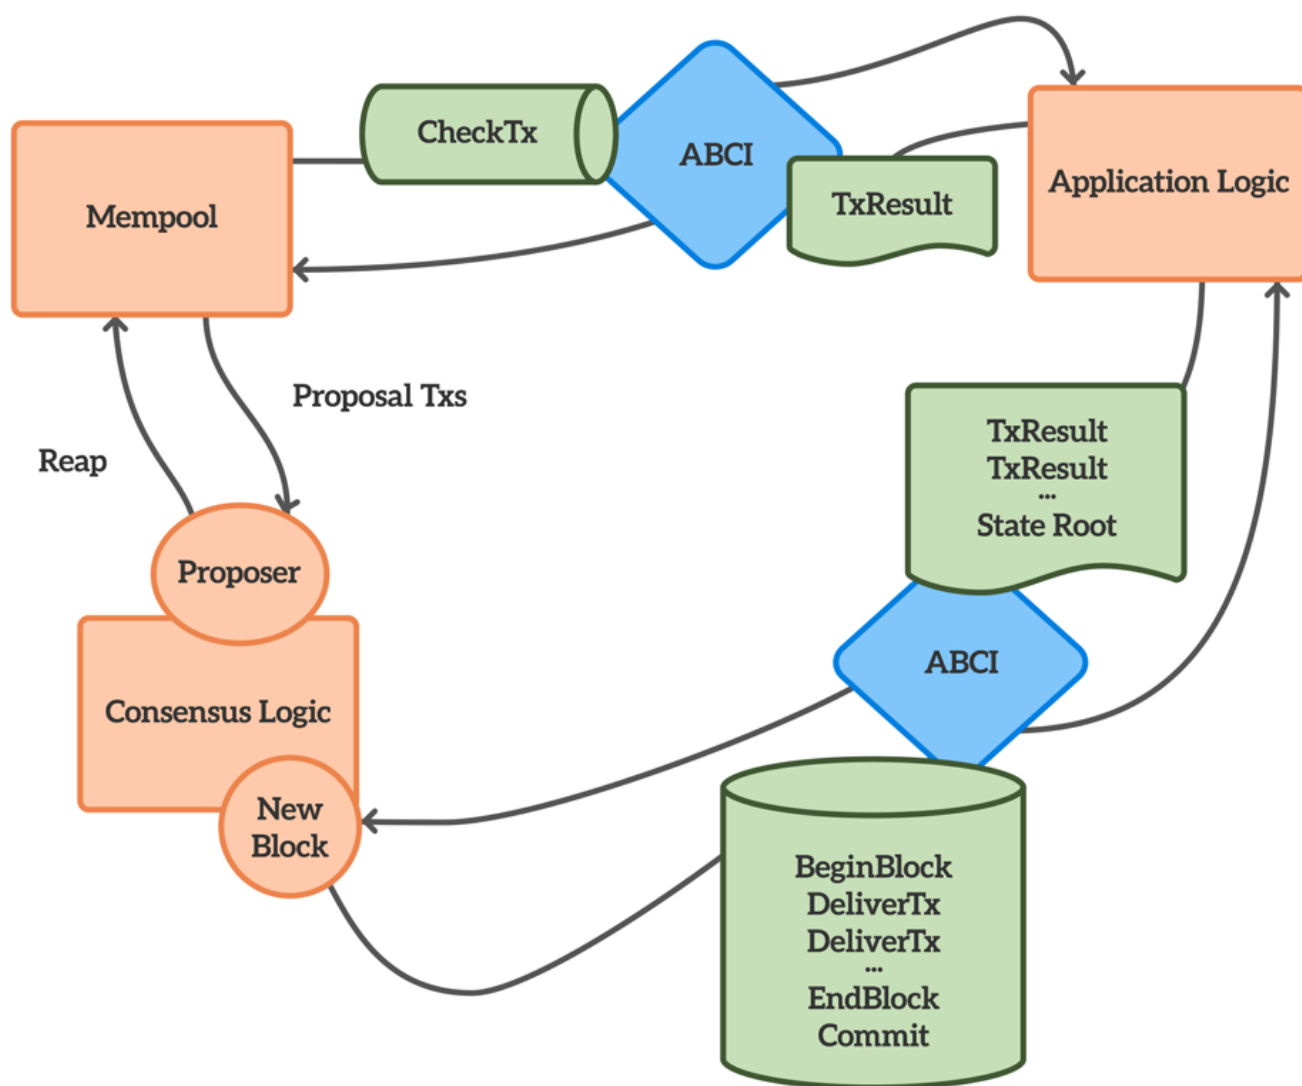 CheckTx
ABCI
Mempool
TxResult
Application Logic
Proposal Txs
Reap
TxResult
TxResult
...
State Root
Proposer
ABCI
Consensus Logic
New
Block
BeginBlock
DeliverTx
DeliverTx
...
EndBlock
Commit